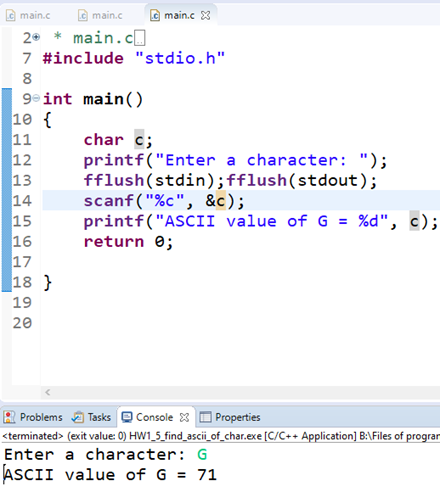 main.c main.c main.c
2 * main.c
7 #include "stdio.h"
8
9 int main()
10 {
11 char c;
12 printf("Enter a character: ");
13 fflush(stdin);fflush(stdout);
14 scanf("%c", &c);
15 printf("ASCII value of G = %d", c);
16 return 0;
17
18 }
19
20
Problems Tasks Console Properties
<terminated> (exit value: 0) HW1_5_find_ascii_of_char.exe [C/C++ Application] B:\Files of program
Enter a character: G
ASCII value of G = 71